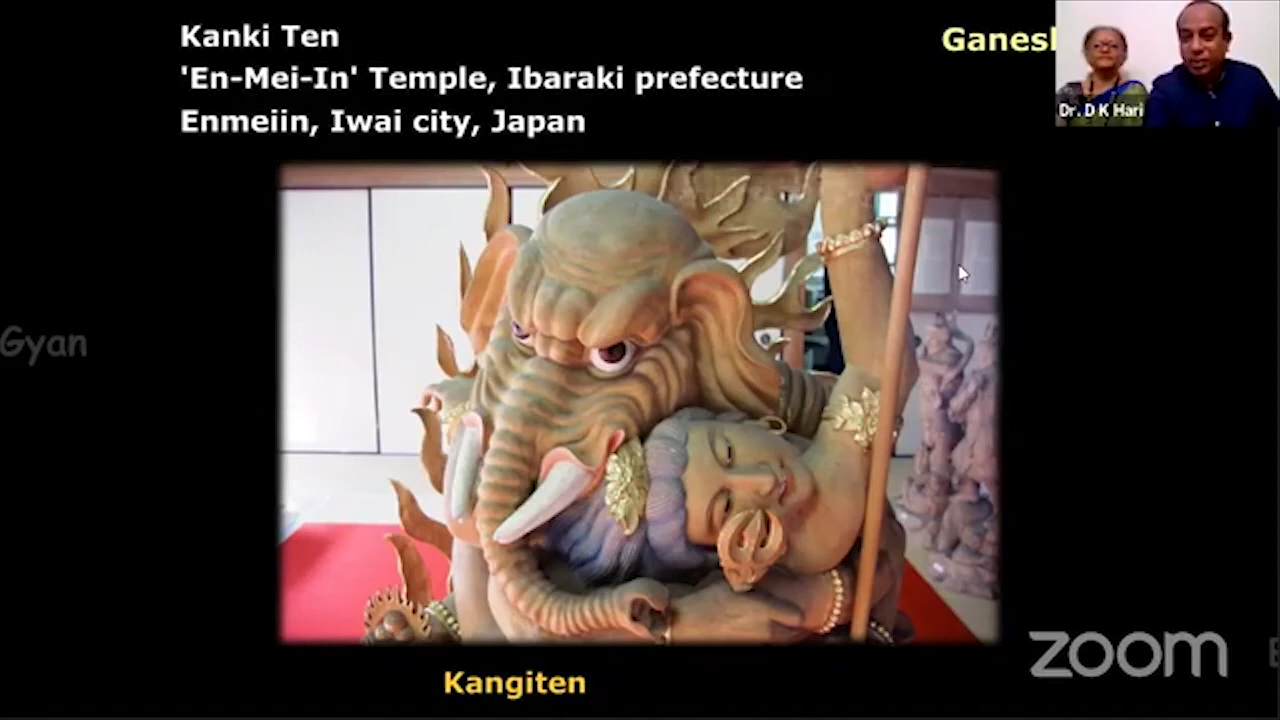 Kanki Ten
'En-Mei-In' Temple, Ibaraki prefecture
Enmeiin, Iwai city, Japan
Dr. D K Hari
Gyan
Kangiten
zoom